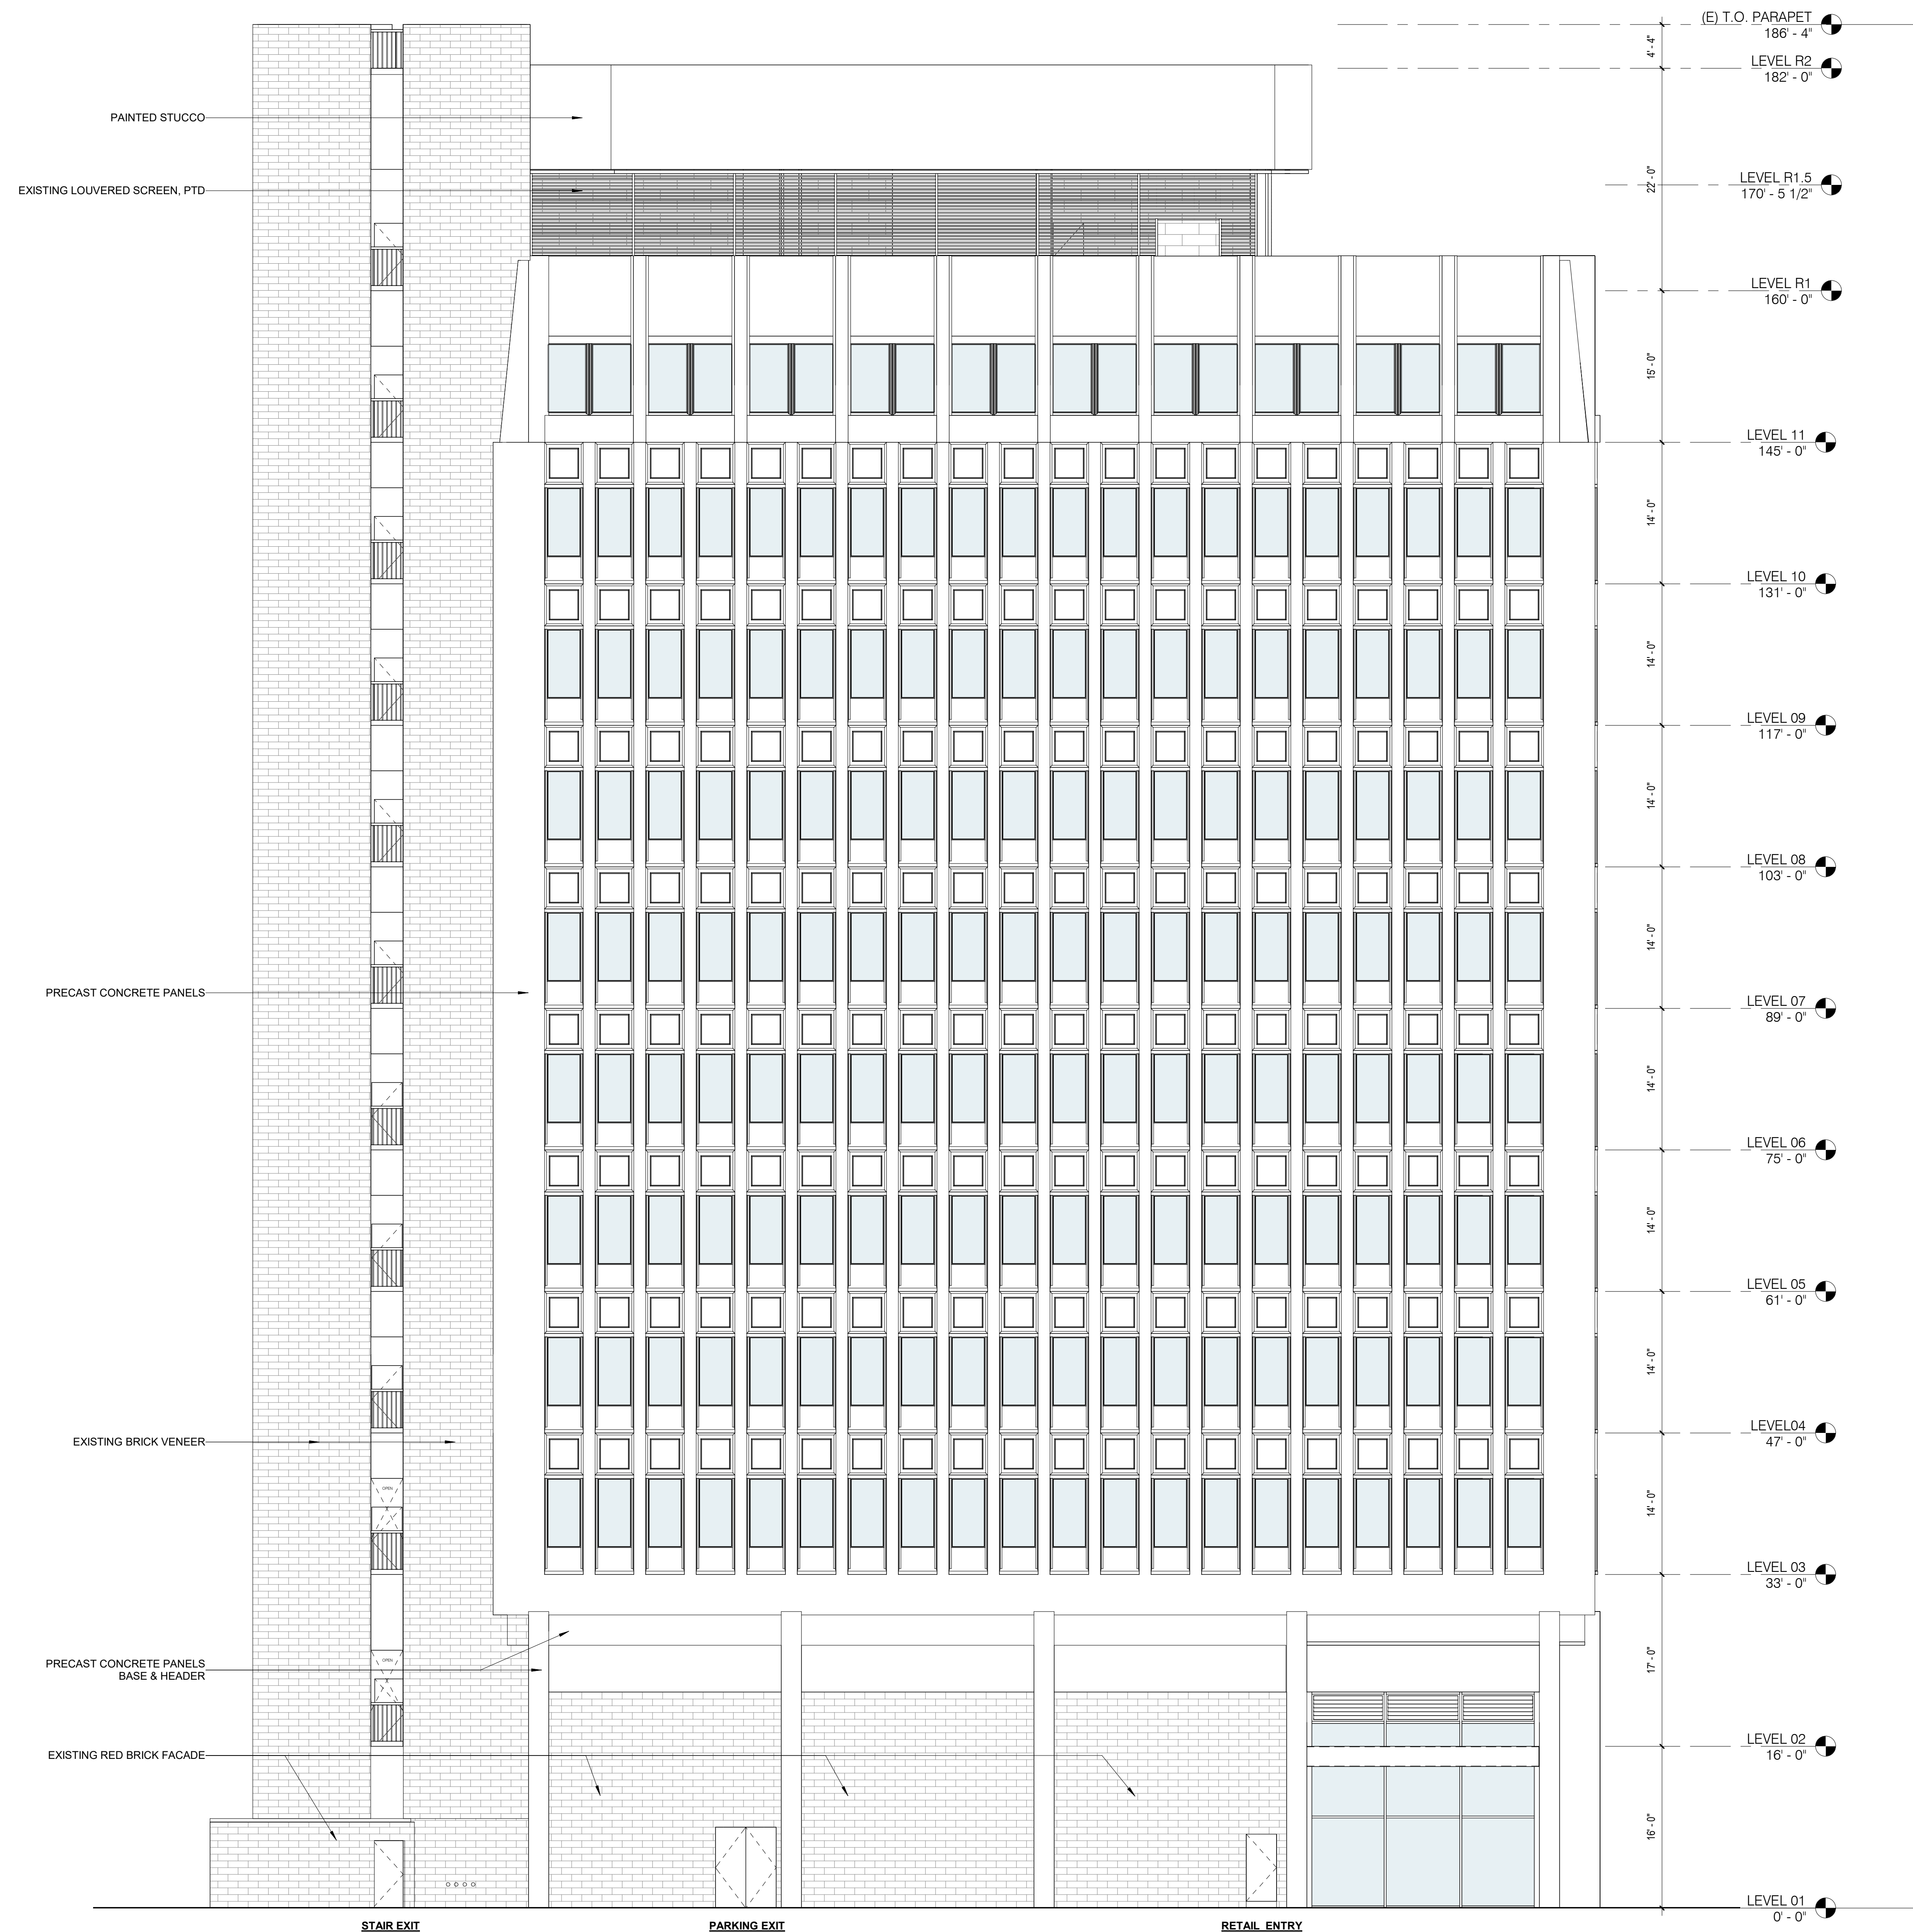 (E) T.O. PARAPET
186' - 4"
4' - 4"
LEVEL R2
182' - 0"
PAINTED STUCCO
EXISTING LOUVERED SCREEN, PTD
22' - 0"
LEVEL R1.5
170' - 5 1/2"
LEVEL R1
160' - 0"
15' - 0"
LEVEL 11
145' - 0"
14' - 0"
LEVEL 10
131' - 0"
14' - 0"
LEVEL 09
117' - 0"
14' - 0"
LEVEL 08
103' - 0"
14' - 0"
PRECAST CONCRETE PANELS
LEVEL 07
89' - 0"
14' - 0"
LEVEL 06
75' - 0"
14' - 0"
LEVEL 05
61' - 0"
14' - 0"
LEVEL04
47' - 0"
EXISTING BRICK VENEER
OPEN
14' - 0"
LEVEL 03
33' - 0"
OPEN
PRECAST CONCRETE PANELS
BASE & HEADER
17' - 0"
LEVEL 02
16' - 0"
EXISTING RED BRICK FACADE
16' - 0"
LEVEL 01
0' - 0"
STAIR EXIT
PARKING EXIT
RETAIL ENTRY